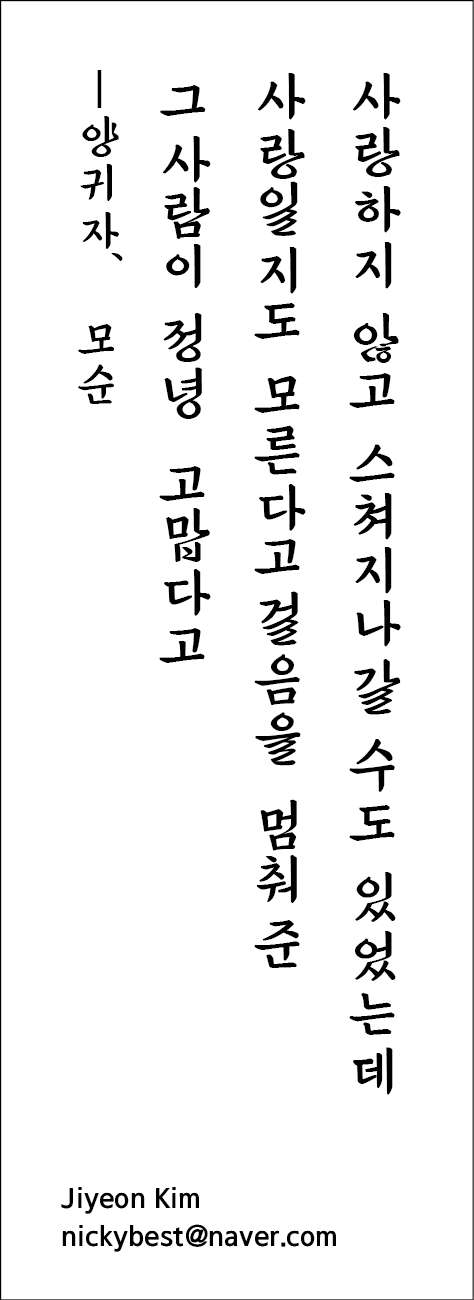 사랑하지 않고 스쳐지나갈 수도 있었는데
사랑일지도 모른다고 걸음을 멈춰 준
그 사람이 정녕 고맙다고
—양귀자、 모순
Jiyeon Kim
nickybest@naver.com